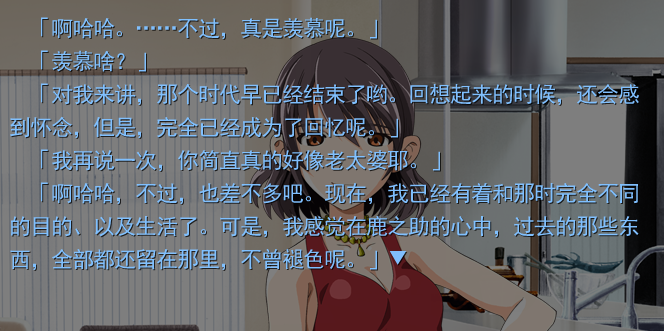 「啊哈哈。……不过，真是羡慕呢。」
「羡慕啥？」
「对我来讲，那个时代早已经结束了哟。回想起来的时候，还会感
到怀念，但是，完全已经成为了回忆呢。」
「我再说一次，你简直真的好像老太婆耶。」
「啊哈哈，不过，也差不多吧。现在，我已经有着和那时完全不同
的目的、以及生活了。可是，我感觉在鹿之助的心中，过去的那些东
西，全部都还留在那里，不曾褪色呢。」▼